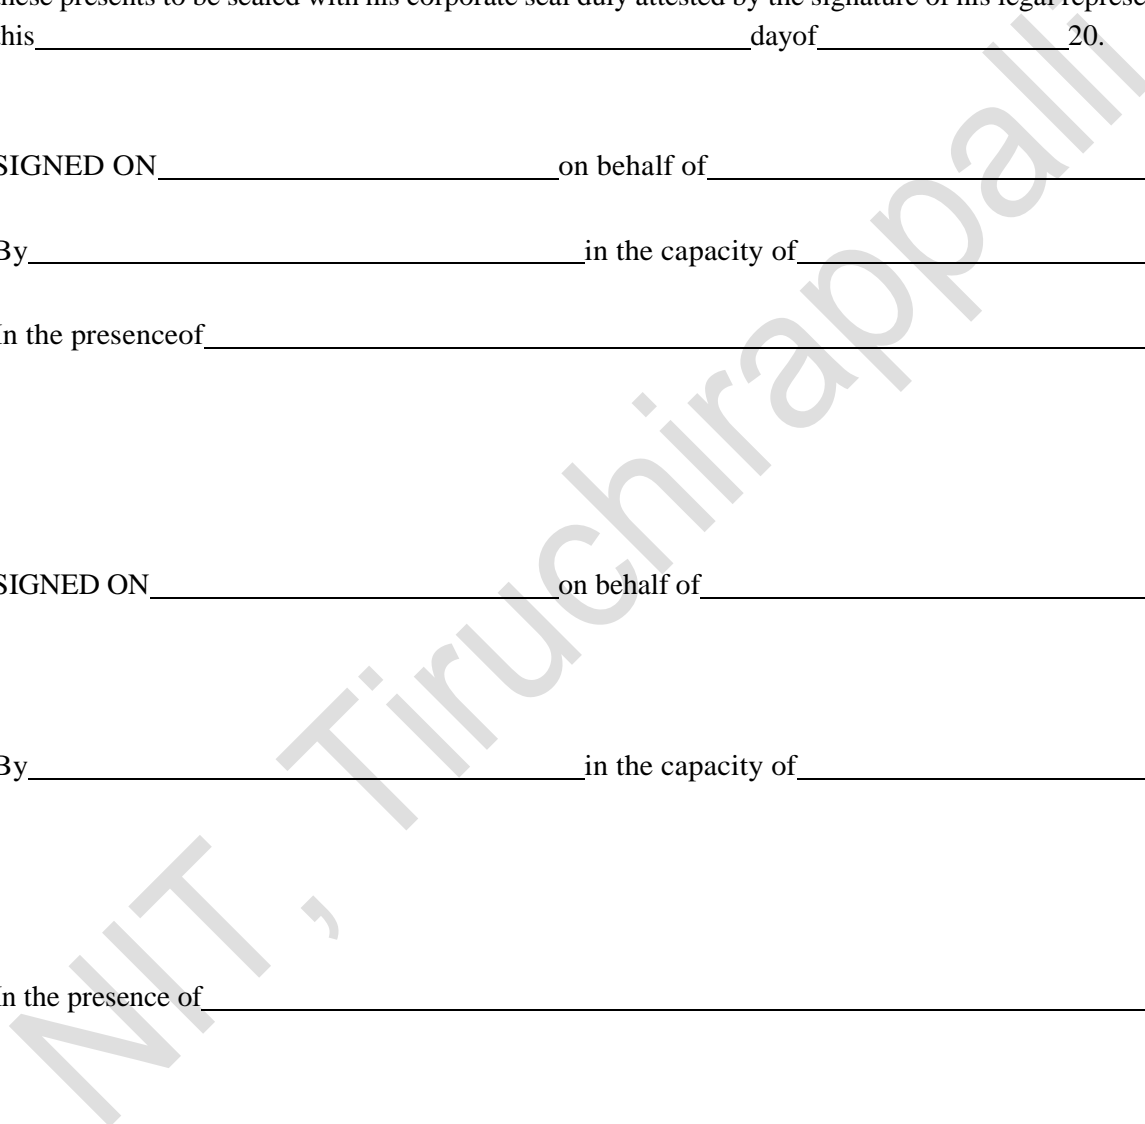 these presents to be sealed with his corporate seal duly attested by the signature of his legal
this dayof 20.
SIGNED ON on behalf of
By in the capacity of
In the presenceof
SIGNED ON on behalf of
By in the capacity of
In the presence of
NIT , Tiruchirappalli